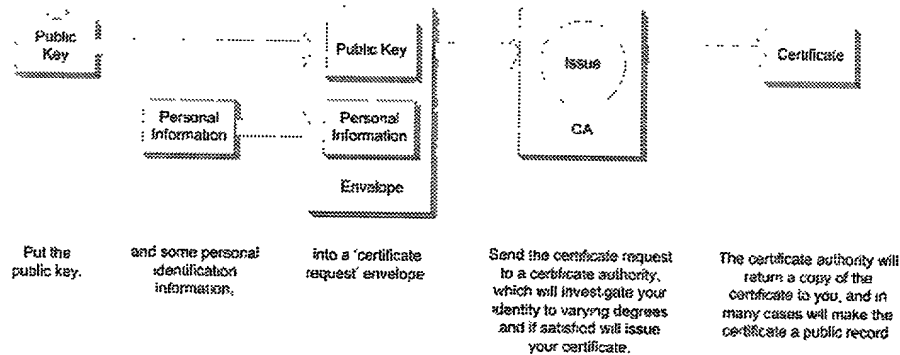 Public
Key
Public Key
Issue
Certificate
Personal
Information
Personal
Information
CA
Envelope
Put the
public key.
and some personal
identification
information,
into a 'certificate
request' envelope
Send the certificate request
to a certificate authority,
which will investigate your
identity to varying degrees
and if satisfied will issue
your certificate.
The certificate authority will
return a copy of the
certificate to you, and in
many cases will make the
certificate a public record